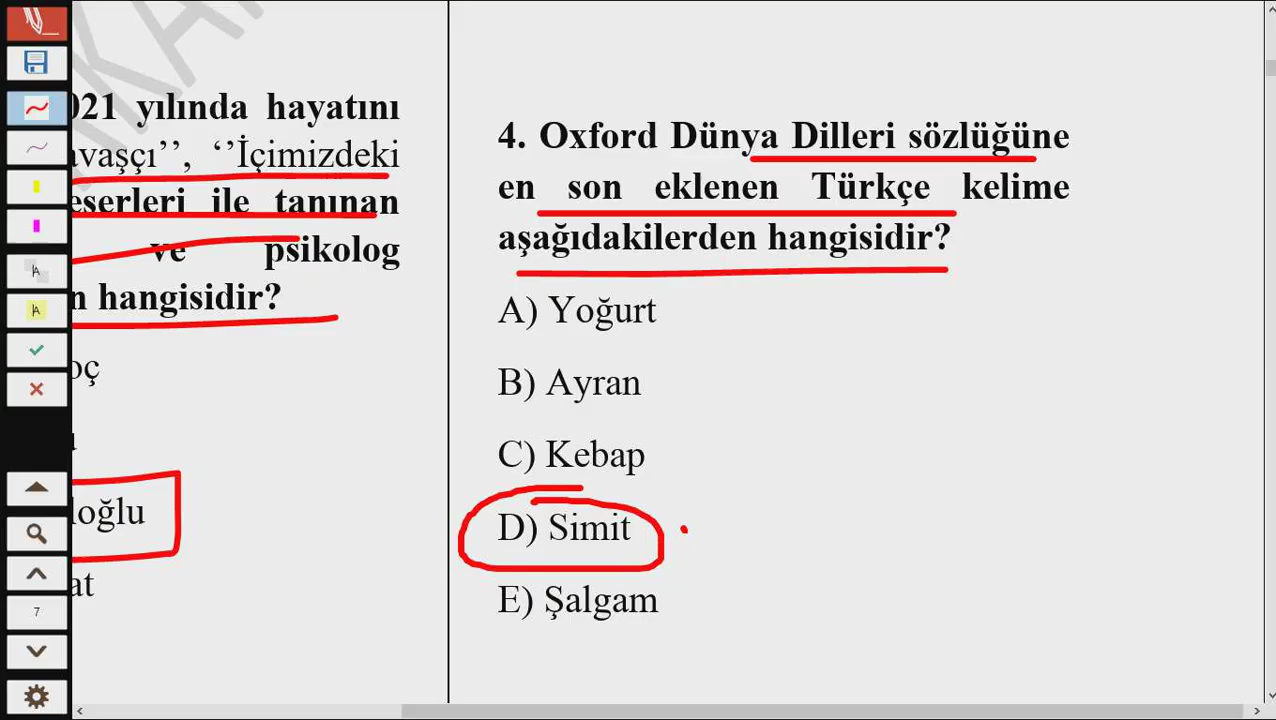 021 yılında hayatını
avaşçı’’, ‘‘İçimizdeki
eserleri ile tanınan
ve psikolog
n hangisidir?
oç
loğlu
at
4. Oxford Dünya Dilleri sözlüğüne
en son eklenen Türkçe kelime
aşağıdakilerden hangisidir?
A) Yoğurt
B) Ayran
C) Kebap
D) Simit
E) Şalgam
7